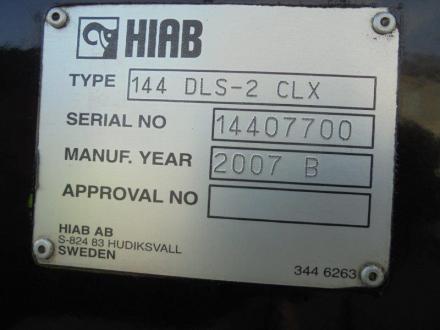 HIAB
TYPE 144 DLS-2 CLX
SERIAL NO 14407700
MANUF. YEAR 2007 B
APPROVAL NO
HIAB AB
S-824 83 HUDIKSVALL
SWEDEN
344 6263